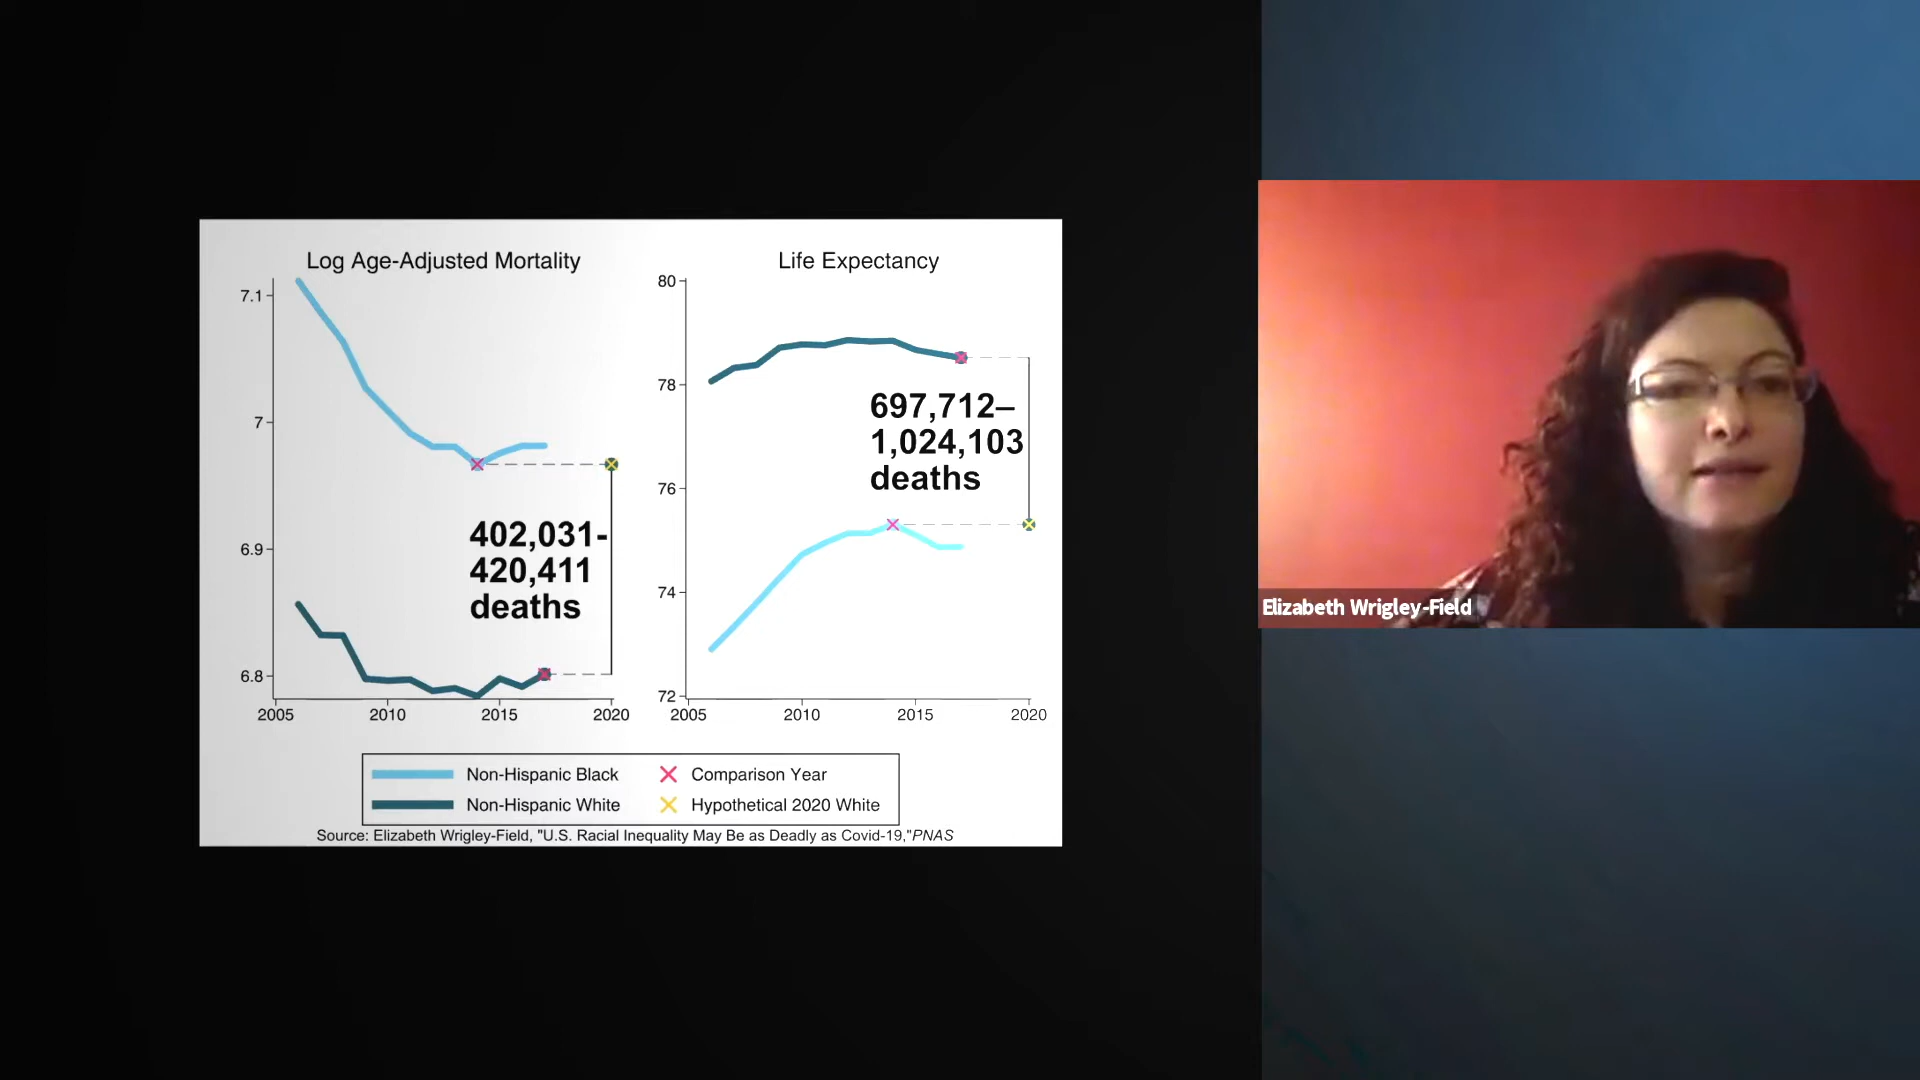 Log Age-Adjusted Mortality
7.1
7
6.9
6.8
2005 2010 2015 2020
402,031-
420,411
deaths
Life Expectancy
80
78
76
74
72
2005 2010 2015 2020
697,712–
1,024,103
deaths
Non-Hispanic Black
Comparison Year
Non-Hispanic White
Hypothetical 2020 White
Source: Elizabeth Wrigley-Field, "U.S. Racial Inequality May Be as Deadly as Covid-19,"PNAS
Elizabeth Wrigley-Field